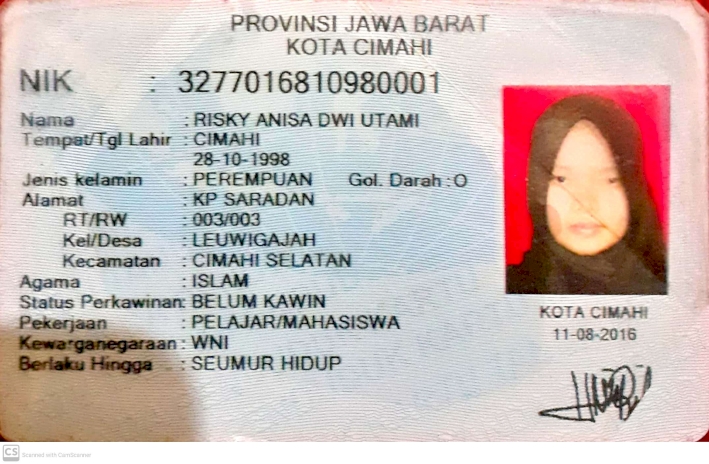 PROVINSI JAWA BARAT
KOTA CIMAHI
NIK : 3277016810980001
Nama : RISKY ANISA DWI UTAMI
Tempat/Tgl Lahir : CIMAHI
28-10-1998
Jenis kelamin : PEREMPUAN Gol. Darah : O
Alamat : KP SARADAN
RT/RW : 003/003
Kel/Desa : LEUWIGAJAH
Kecamatan : CIMAHI SELATAN
Agama : ISLAM
Status Perkawinan: BELUM KAWIN
Pekerjaan : PELAJAR/MAHASISWA
Kewarganegaraan : WNI
Berlaku Hingga : SEUMUR HIDUP
KOTA CIMAHI
11-08-2016
CS Scanned with CamScanner